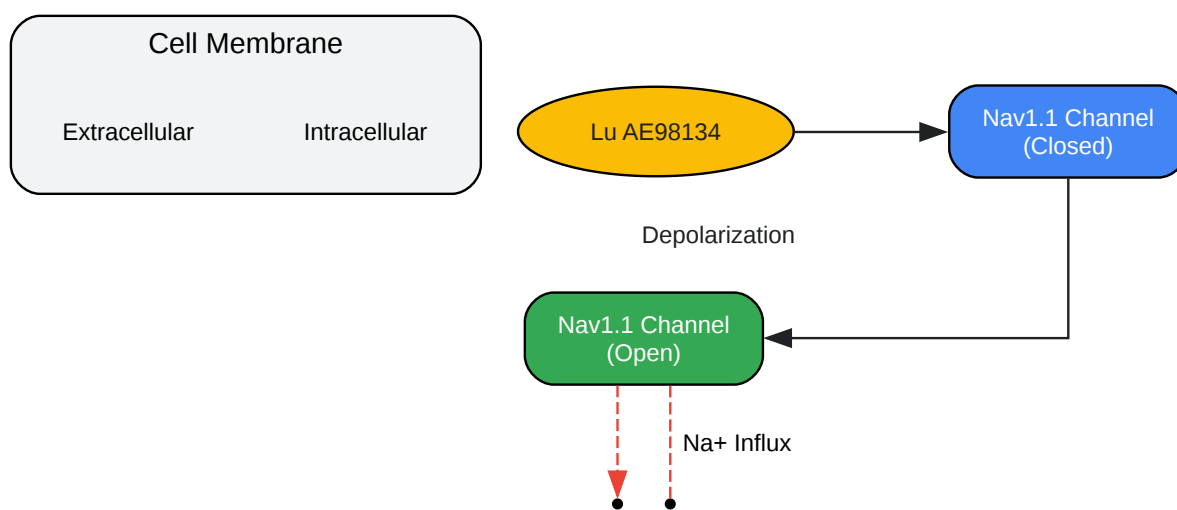 Cell Membrane
Extracellular
Intracellular
Lu AE98134
Nav1.1 Channel
(Closed)
Depolarization
Nav1.1 Channel
(Open)
Na+ Influx